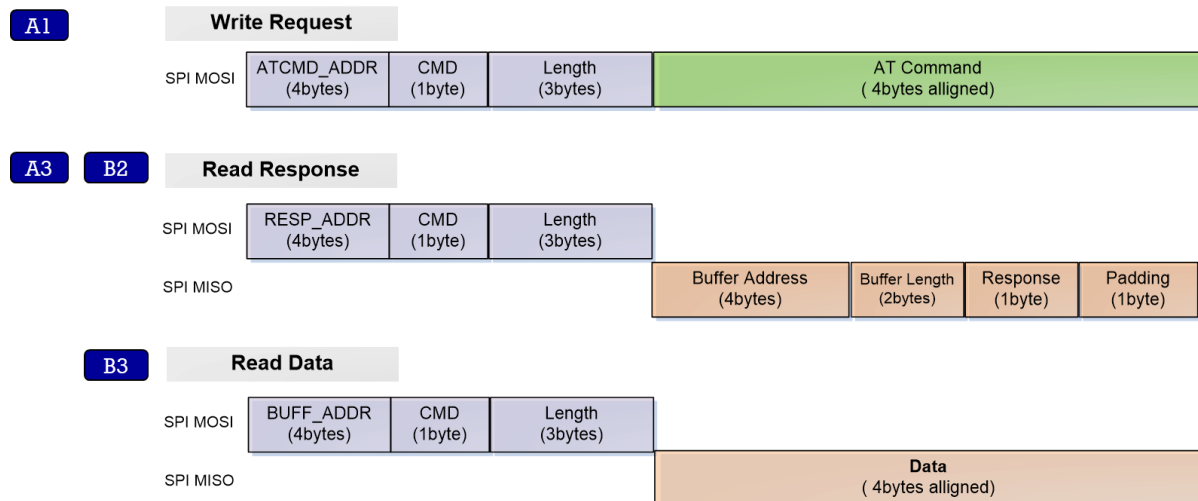 A1
Write Request
SPI MOSI
ATCMD_ADDR
(4bytes)
CMD
(1byte)
Length
(3bytes)
AT Command
( 4bytes alligned)
A3
B2
Read Response
SPI MOSI
RESP_ADDR
(4bytes)
CMD
(1byte)
Length
(3bytes)
SPI MISO
Buffer Address
(4bytes)
Buffer Length
(2bytes)
Response
(1byte)
Padding
(1byte)
B3
Read Data
SPI MOSI
BUFF_ADDR
(4bytes)
CMD
(1byte)
Length
(3bytes)
SPI MISO
Data
( 4bytes alligned)